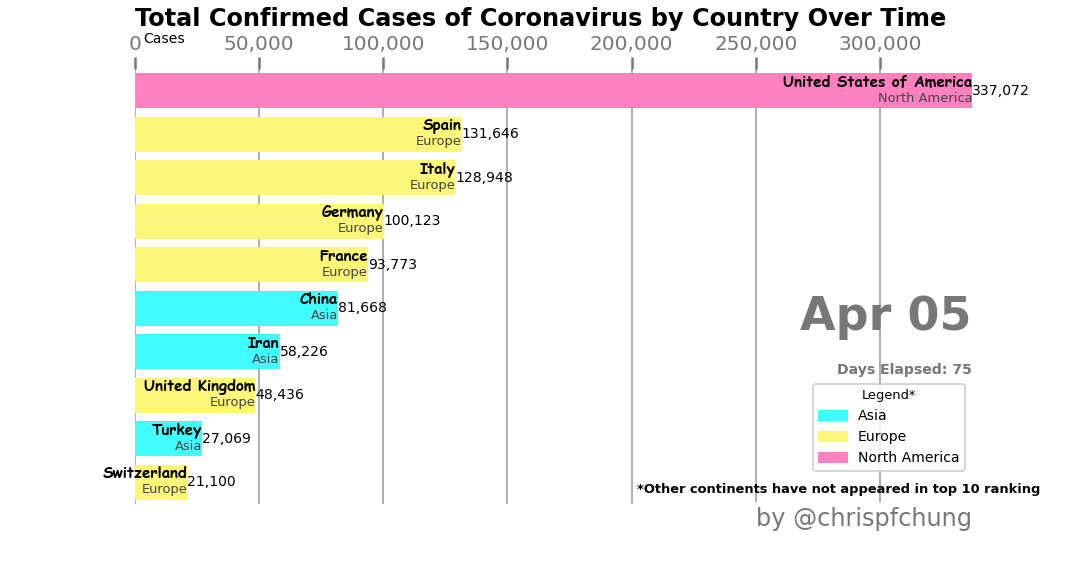 Total Confirmed Cases of Coronavirus by Country Over Time
0 Cases 50,000 100,000 150,000 200,000 250,000 300,000
United States of America
North America
337,072
Spain
Europe
131,646
Italy
Europe
128,948
Germany
Europe
100,123
France
Europe
93,773
China
Asia
81,668
Iran
Asia
58,226
United Kingdom
Europe
48,436
Turkey
Asia
27,069
Switzerland
Europe
21,100
Apr 05
Days Elapsed: 75
Legend*
Asia
Europe
North America
*Other continents have not appeared in top 10 ranking
by @chrispfchung